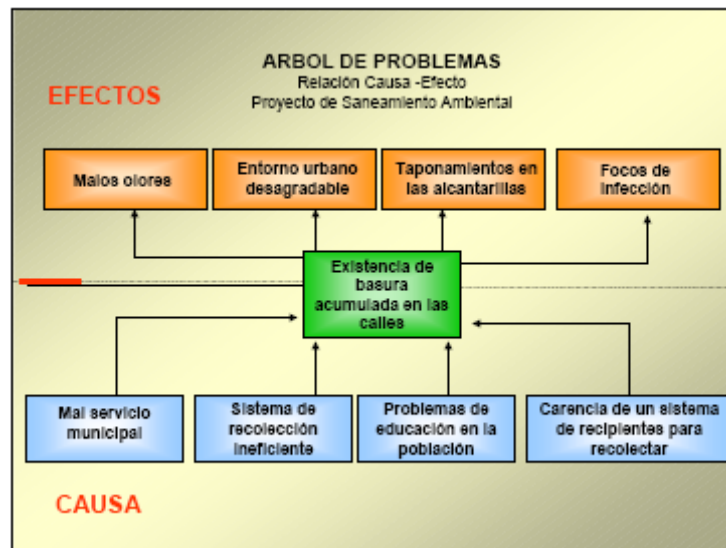 ARBOL DE PROBLEMAS
Relación Causa -Efecto
Proyecto de Saneamiento Ambiental
EFECTOS
Malos olores
Entorno urbano
desagradable
Taponamientos en
las alcantarillas
Focos de
infección
Existencia de
basura
acumulada en las
calles
Mal servicio
municipal
Sistema de
recolección
ineficiente
Problemas de
educación en la
población
Carencia de un sistema
de recipientes para
recolectar
CAUSA